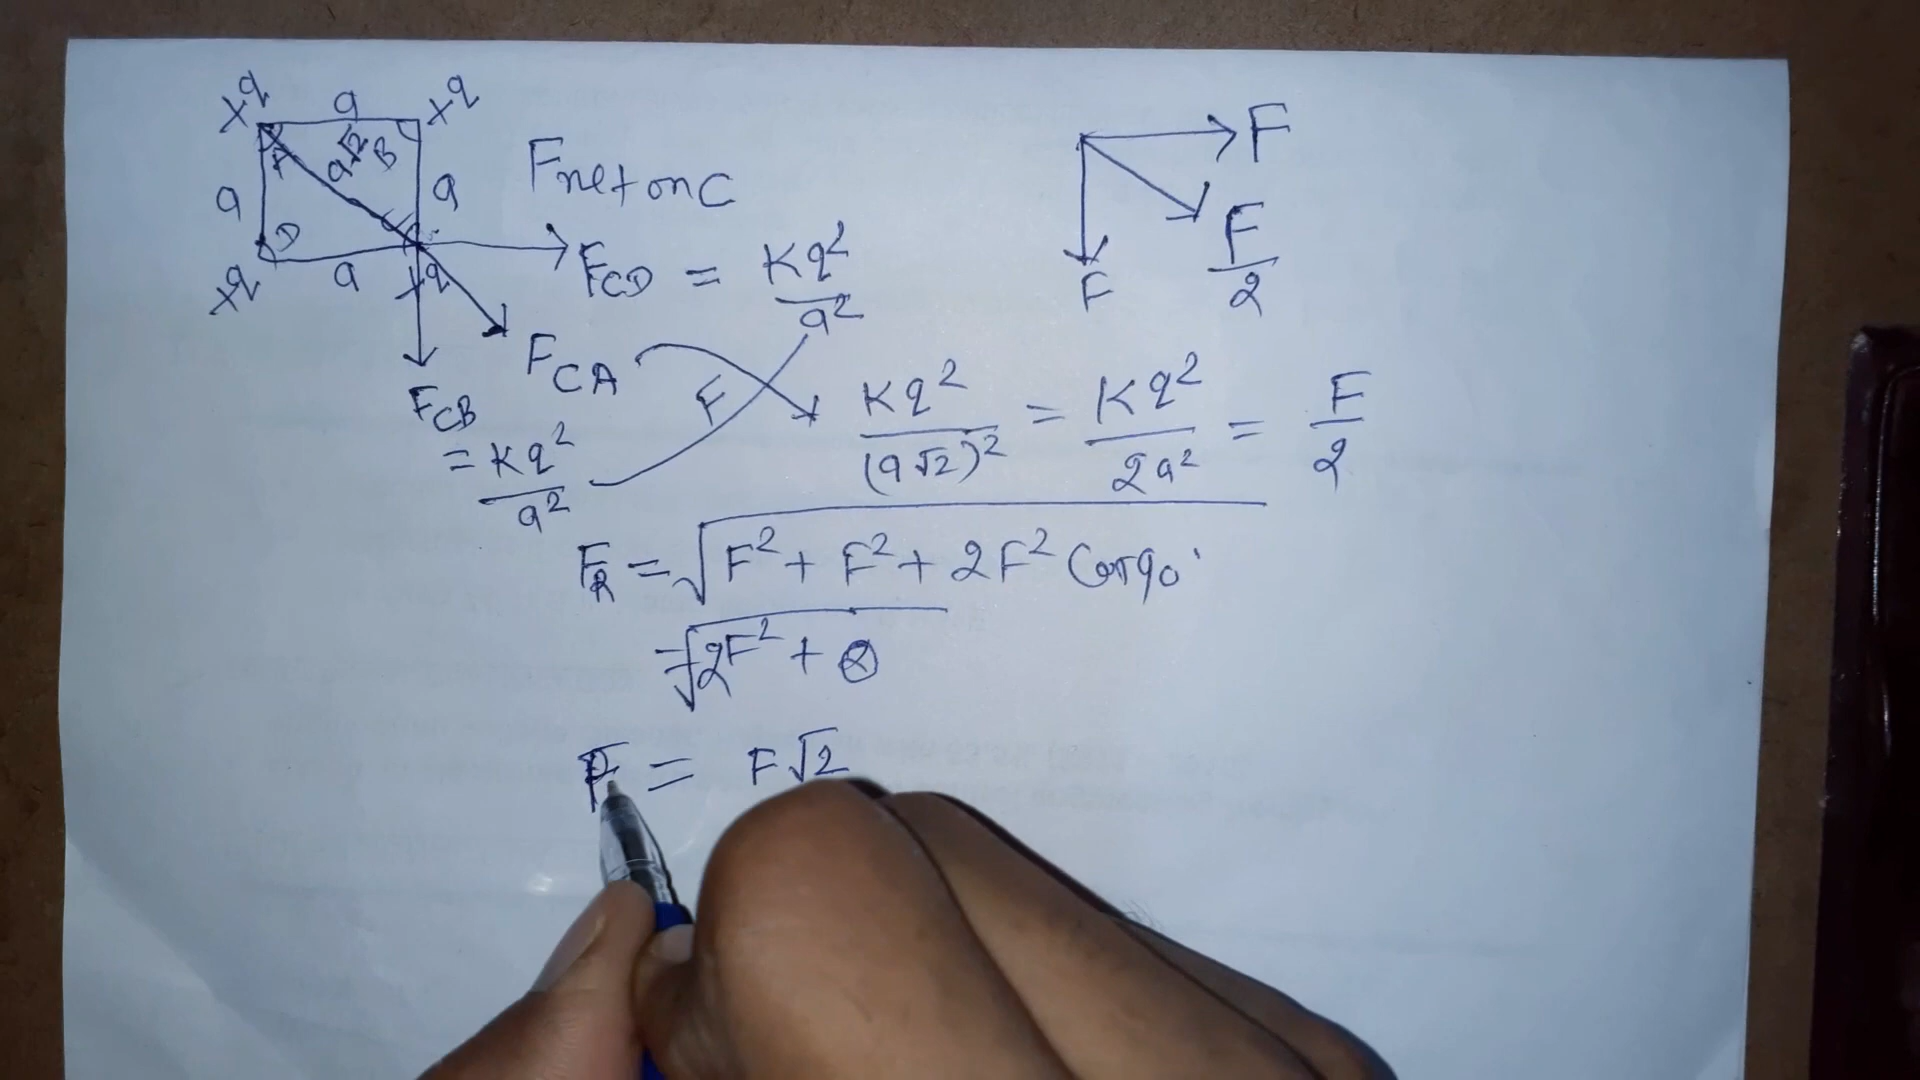 +q a +q
a√2
A B
a a
D C
+q a +q
Fnet on C
FCD = Kq²/a²
FCA
Kq²/(a√2)² = Kq²/2a² = F/2
FCB
= Kq²/a²
F
F
F/2
F
FR = √F² + F² + 2F² Cos90°
= √2F² + 0
F = F√2